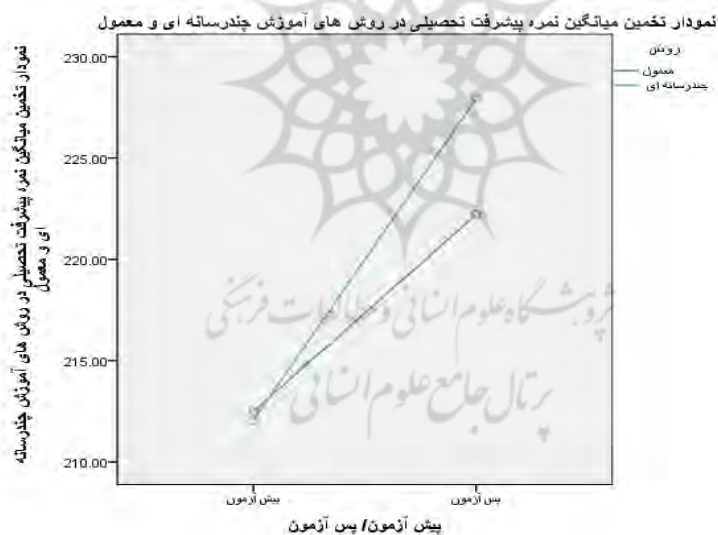 نمودار تخمین میانگین نمره پیشرفت تحصیلی در روش های آموزش چندرسانه ای و معمول
روش
معمول
چندرسانه ای
نمودار تخمین میانگین نمره پیشرفت تحصیلی در روش های آموزش چندرسانه
ای و معمول
230.00
225.00
220.00
215.00
210.00
پژوهشگاه علوم انسانی و مطالعات فرهنگی
پرتال جامع علوم انسانی
پیش آزمون
پس آزمون
پیش آزمون/ پس آزمون